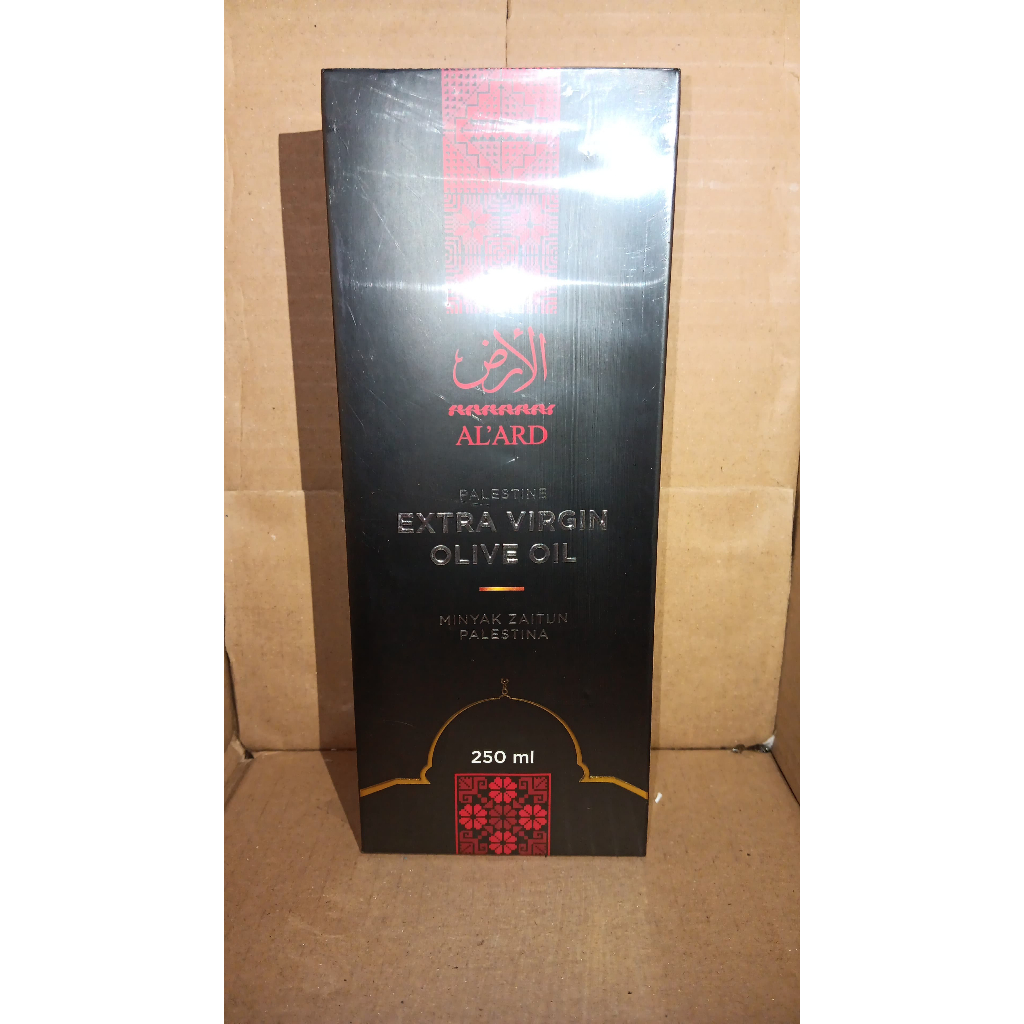 الأرض
AL'ARD
PALESTINE
EXTRA VIRGIN
OLIVE OIL
MINYAK ZAITUN
PALESTINA
250 ml